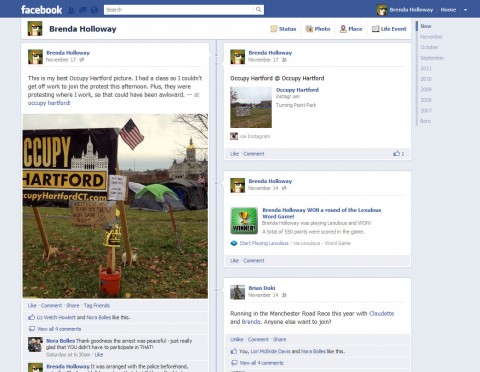 facebook
Search
Brenda Holloway
Home
Brenda Holloway
Status
Photo
Place
Life Event
Now
November
October
September
2011
2010
2009
2008
2007
Born
Brenda Holloway
November 17
This is my best Occupy Hartford picture. I had a class so I couldn't
get off work to join the protest this afternoon. Plus, they were
protesting where I work, so that could have been awkward. — at
occupy hartford!
OCCUPY
HARTFORD
OccupyHartfordCT.com
Like · Comment · Share · Tag Friends
Liz Welch Howlett and Nora Bolles like this.
View all 4 comments
Nora Bolles Thank goodness the arrest was peaceful - just really
glad that YOU didn't have to participate in THAT!
Saturday at 6:30am · Like
Brenda Holloway It was arranged with the police beforehand,
Brenda Holloway
November 17
Occupy Hartford @ Occupy Hartford
Occupy Hartford
instagr.am
Turning Point Park
via Instagram
Like · Comment
1
Brenda Holloway
November 14
Brenda Holloway WON a round of the Lexulous
Word Game!
Brenda Holloway was playing Lexulous and WON!
A total of 550 points were scored in the game.
WINNER!
Start Playing Lexulous · via Lexulous - Word Game
Like · Comment
Brian Doki
November 14
Running in the Manchester Road Race this year with Claudette
and Brenda. Anyone else want to join?
Unlike · Comment · Share
You, Lori McBride Davis and Nora Bolles like this.
View all 4 comments